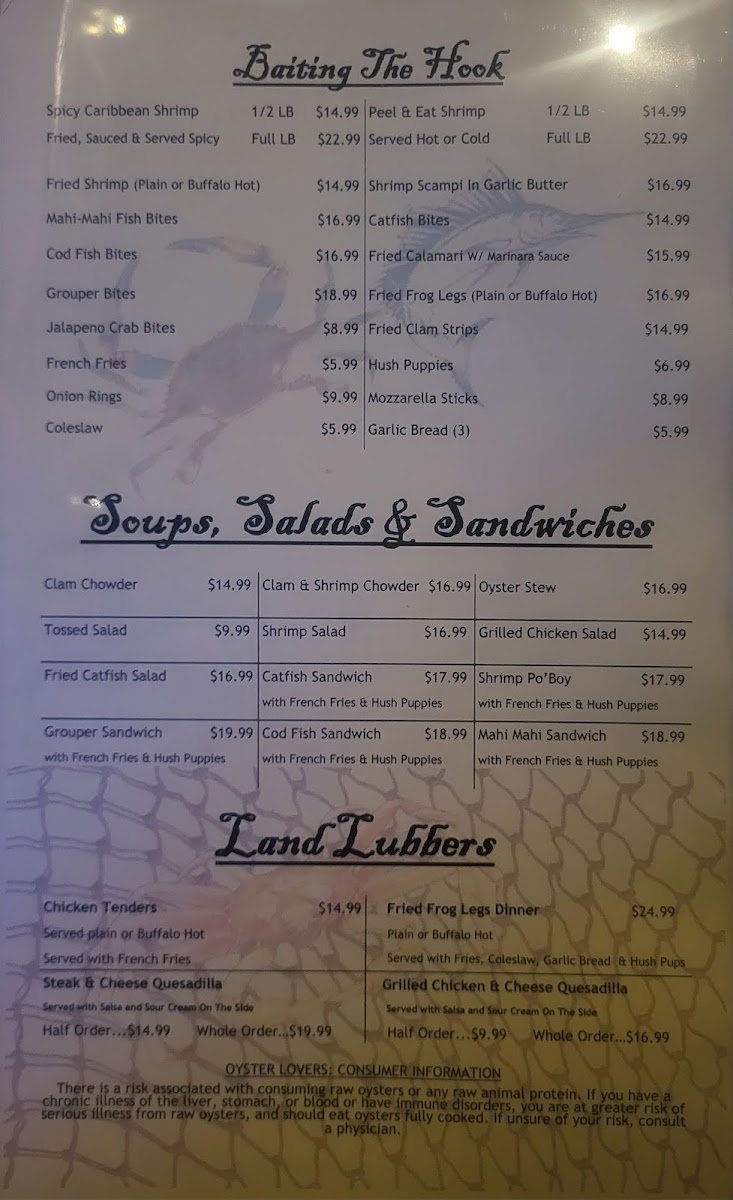 Baiting The Hook
Spicy Caribbean Shrimp 1/2 LB $14.99 Peel & Eat Shrimp 1/2 LB $14.99
Fried, Sauced & Served Spicy Full LB $22.99 Served Hot or Cold Full LB $22.99
Fried Shrimp (Plain or Buffalo Hot) $14.99 Shrimp Scampi In Garlic Butter $16.99
Mahi-Mahi Fish Bites $16.99 Catfish Bites $14.99
Cod Fish Bites $16.99 Fried Calamari W/ Marinara Sauce $15.99
Grouper Bites $18.99 Fried Frog Legs (Plain or Buffalo Hot) $16.99
Jalapeno Crab Bites $8.99 Fried Clam Strips $14.99
French Fries $5.99 Hush Puppies $6.99
Onion Rings $9.99 Mozzarella Sticks $8.99
Coleslaw $5.99 Garlic Bread (3) $5.99
Soups, Salads & Sandwiches
Clam Chowder $14.99 Clam & Shrimp Chowder $16.99 Oyster Stew $16.99
Tossed Salad $9.99 Shrimp Salad $16.99 Grilled Chicken Salad $14.99
Fried Catfish Salad $16.99 Catfish Sandwich $17.99 Shrimp Po'Boy $17.99
with French Fries & Hush Puppies with French Fries & Hush Puppies
Grouper Sandwich $19.99 Cod Fish Sandwich $18.99 Mahi Mahi Sandwich $18.99
with French Fries & Hush Puppies with French Fries & Hush Puppies with French Fries & Hush Puppies
Land Lubbers
Chicken Tenders $14.99 Fried Frog Legs Dinner $24.99
Served plain or Buffalo Hot Plain or Buffalo Hot
Served with French Fries Served with Fries, Coleslaw, Garlic Bread & Hush Pups
Steak & Cheese Quesadilla Grilled Chicken & Cheese Quesadilla
Served with Salsa and Sour Cream On The Side Served with Salsa and Sour Cream On The Side
Half Order...$14.99 Whole Order...$19.99 Half Order...$9.99 Whole Order...$16.99
OYSTER LOVERS: CONSUMER INFORMATION
There is a risk associated with consuming raw oysters or any raw animal protein. If you have a
chronic illness of the liver, stomach, or blood or have immune disorders, you are at greater risk of
serious illness from raw oysters, and should eat oysters fully cooked. If unsure of your risk, consult
a physician.